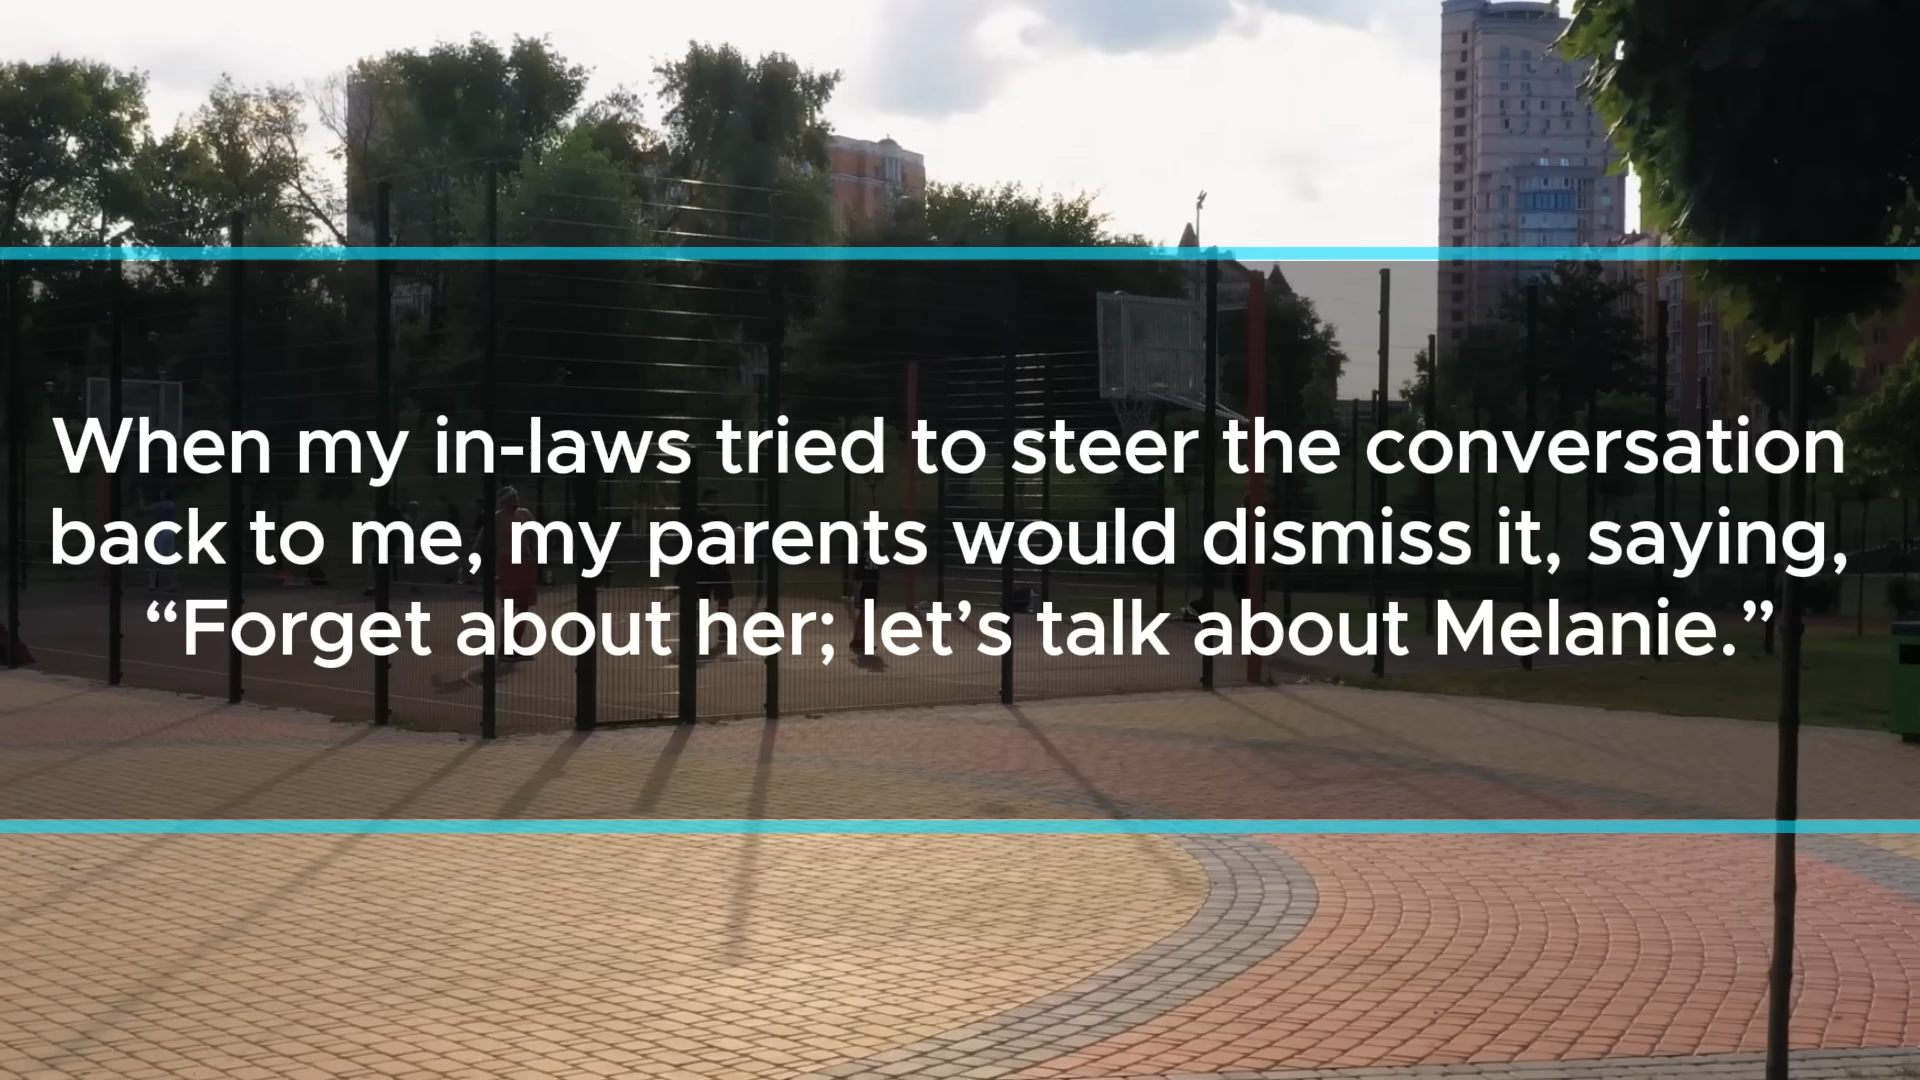 When my in-laws tried to steer the conversation
back to me, my parents would dismiss it, saying,
“Forget about her; let’s talk about Melanie.”